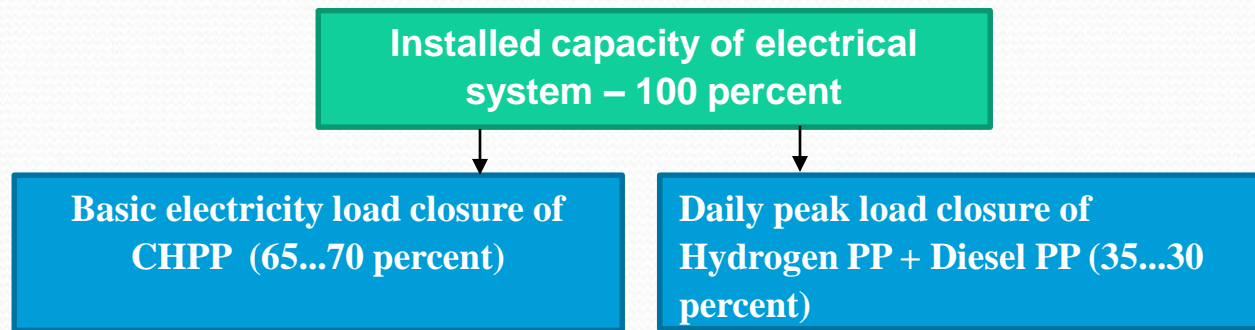 Installed capacity of electrical
system – 100 percent
Basic electricity load closure of
CHPP (65...70 percent)
Daily peak load closure of
Hydrogen PP + Diesel PP (35...30
percent)